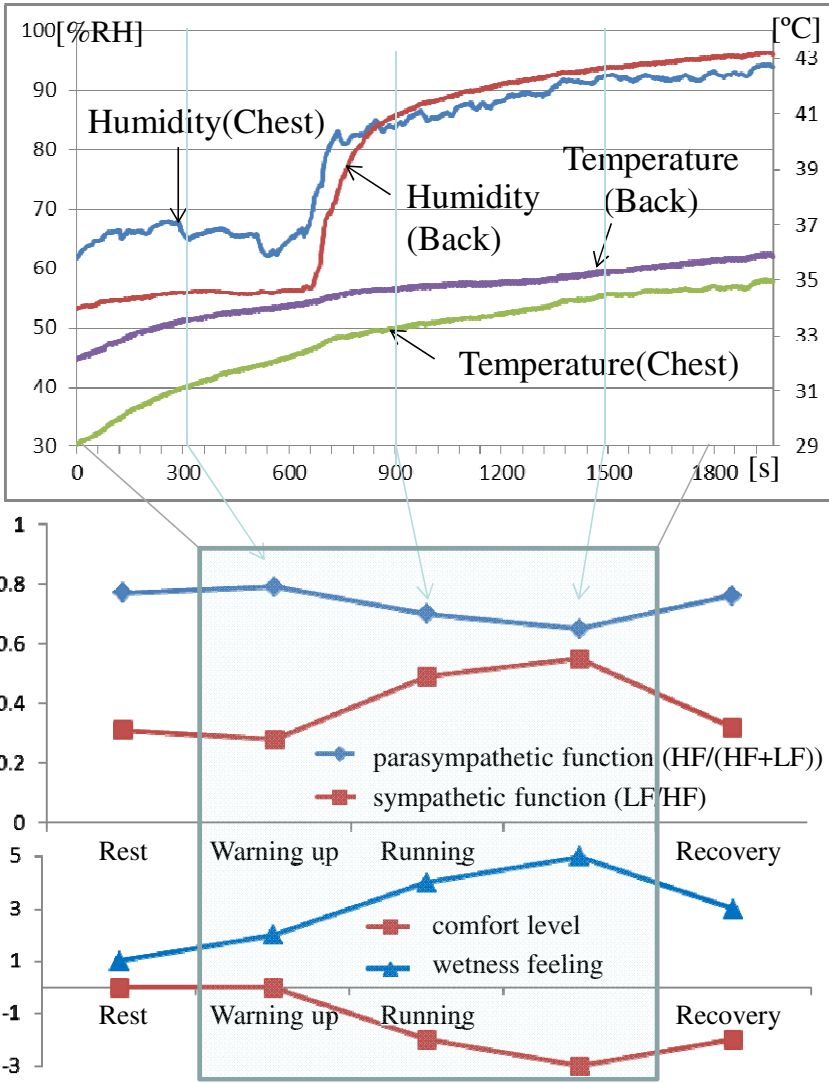 [%RH]
[ºC]
100
90
80
70
60
50
40
30
43
41
39
37
35
33
31
29
Humidity(Chest)
Temperature
(Back)
Humidity
(Back)
Temperature(Chest)
0 300 600 900 1200 1500 1800 [s]
1
0.8
0.6
0.4
0.2
0
parasympathetic function (HF/(HF+LF))
sympathetic function (LF/HF)
Rest Warning up Running Recovery
5
3
1
-1
-3
comfort level
wetness feeling
Rest Warning up Running Recovery